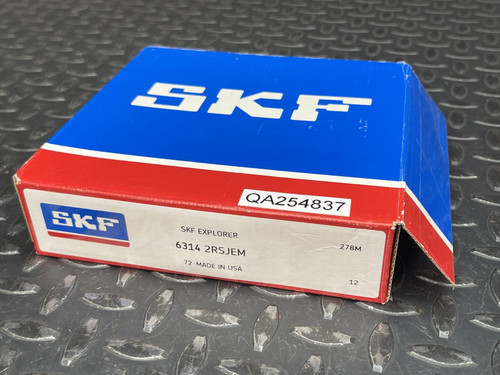 SKF
QA254837
SKF
SKF EXPLORER
278M
6314 2RSJEM
72 MADE IN USA
12